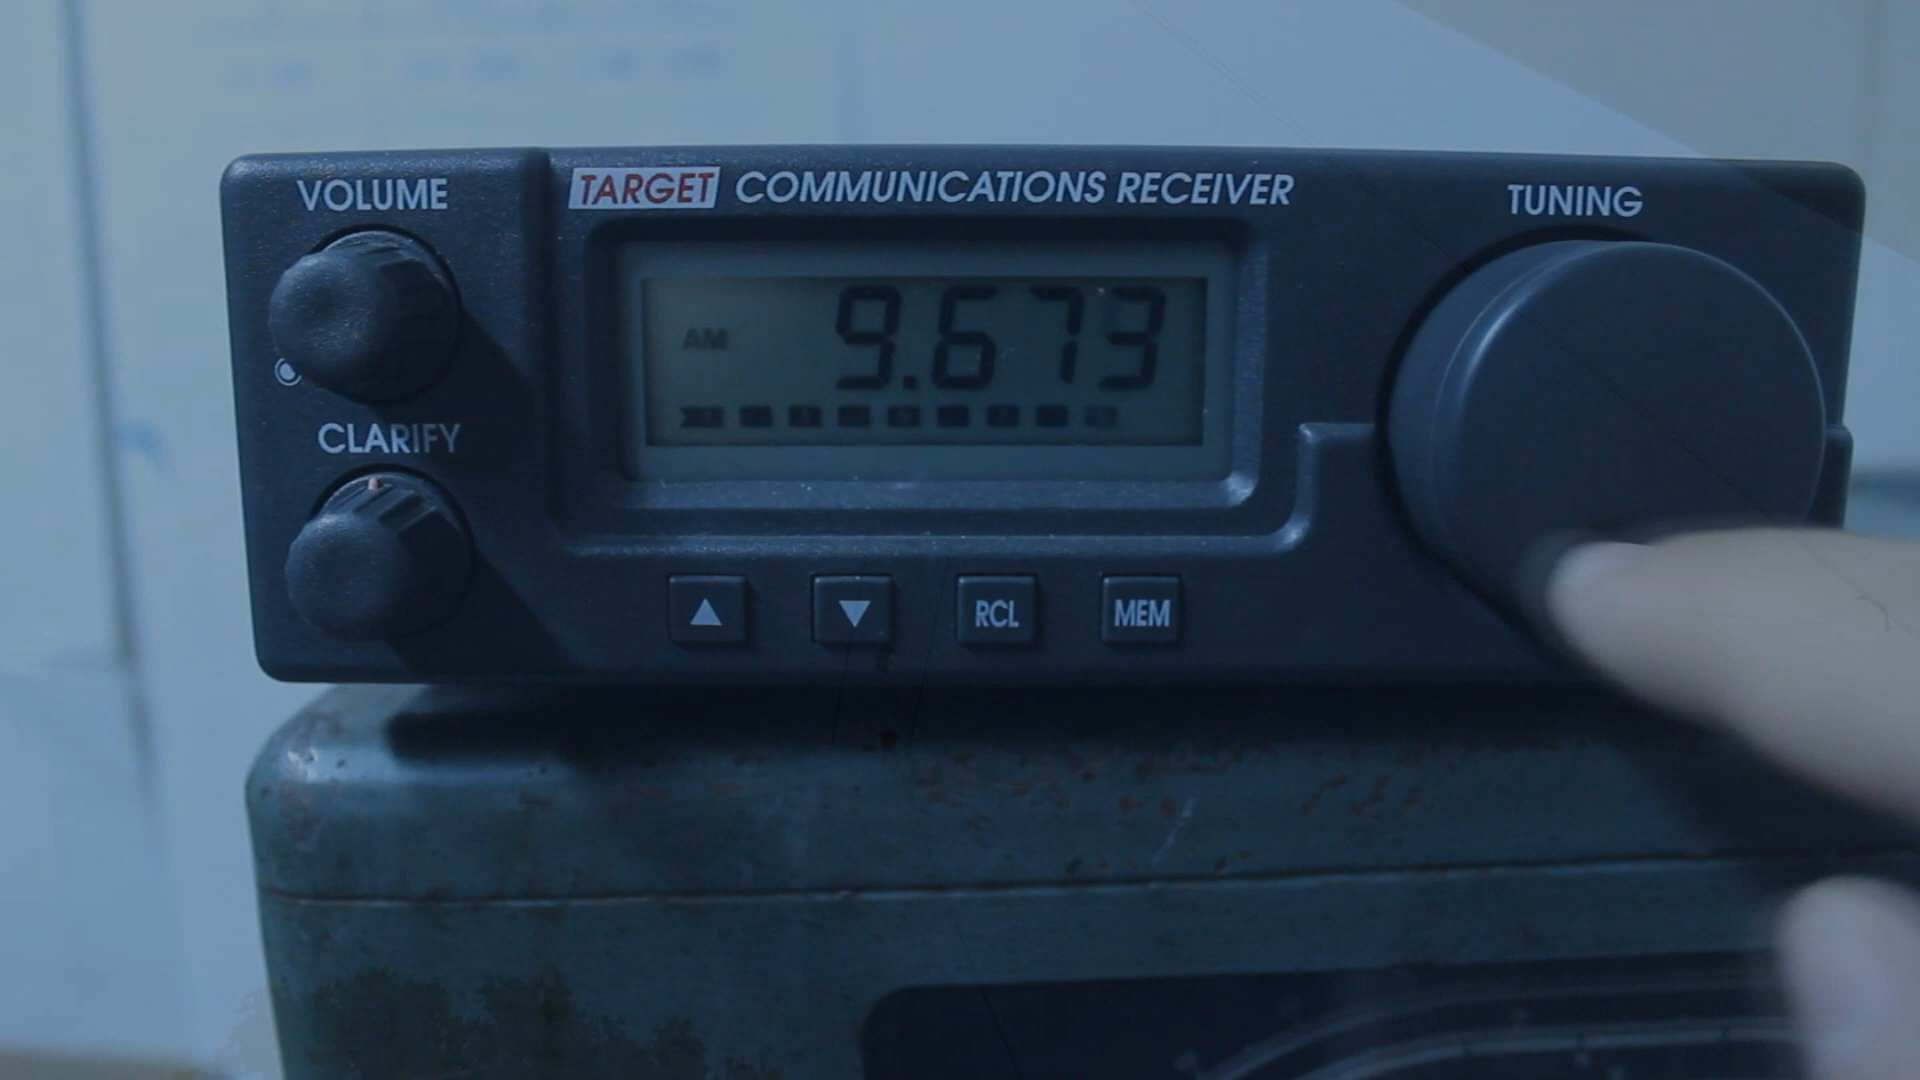 VOLUME
TARGET COMMUNICATIONS RECEIVER
TUNING
AM 9.673
CLARIFY
▲ ▼ RCL MEM